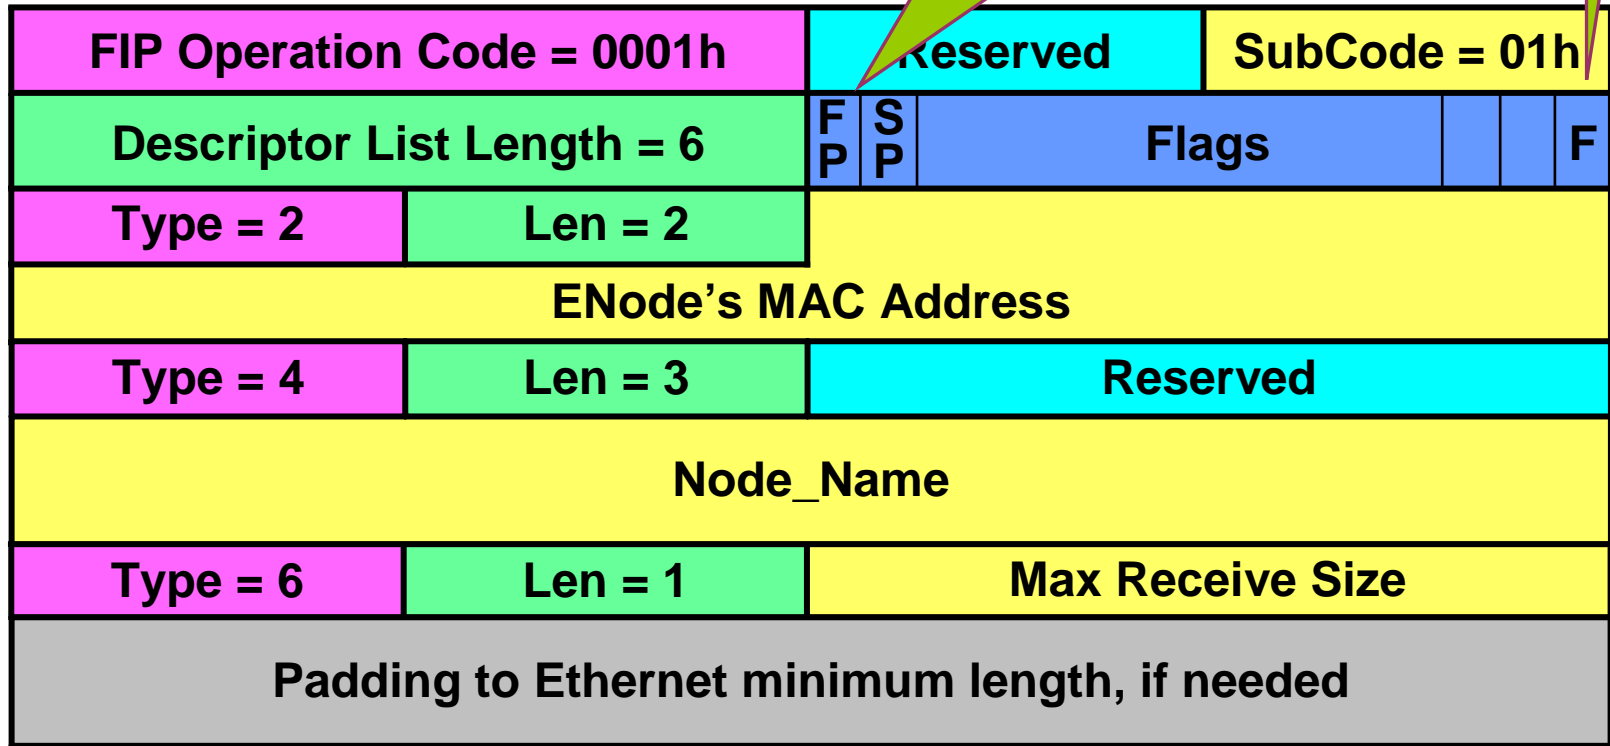 FIP Operation Code = 0001h Reserved SubCode = 01h
Descriptor List Length = 6 FP SP Flags F
Type = 2 Len = 2
ENode's MAC Address
Type = 4 Len = 3 Reserved
Node_Name
Type = 6 Len = 1 Max Receive Size
Padding to Ethernet minimum length, if needed